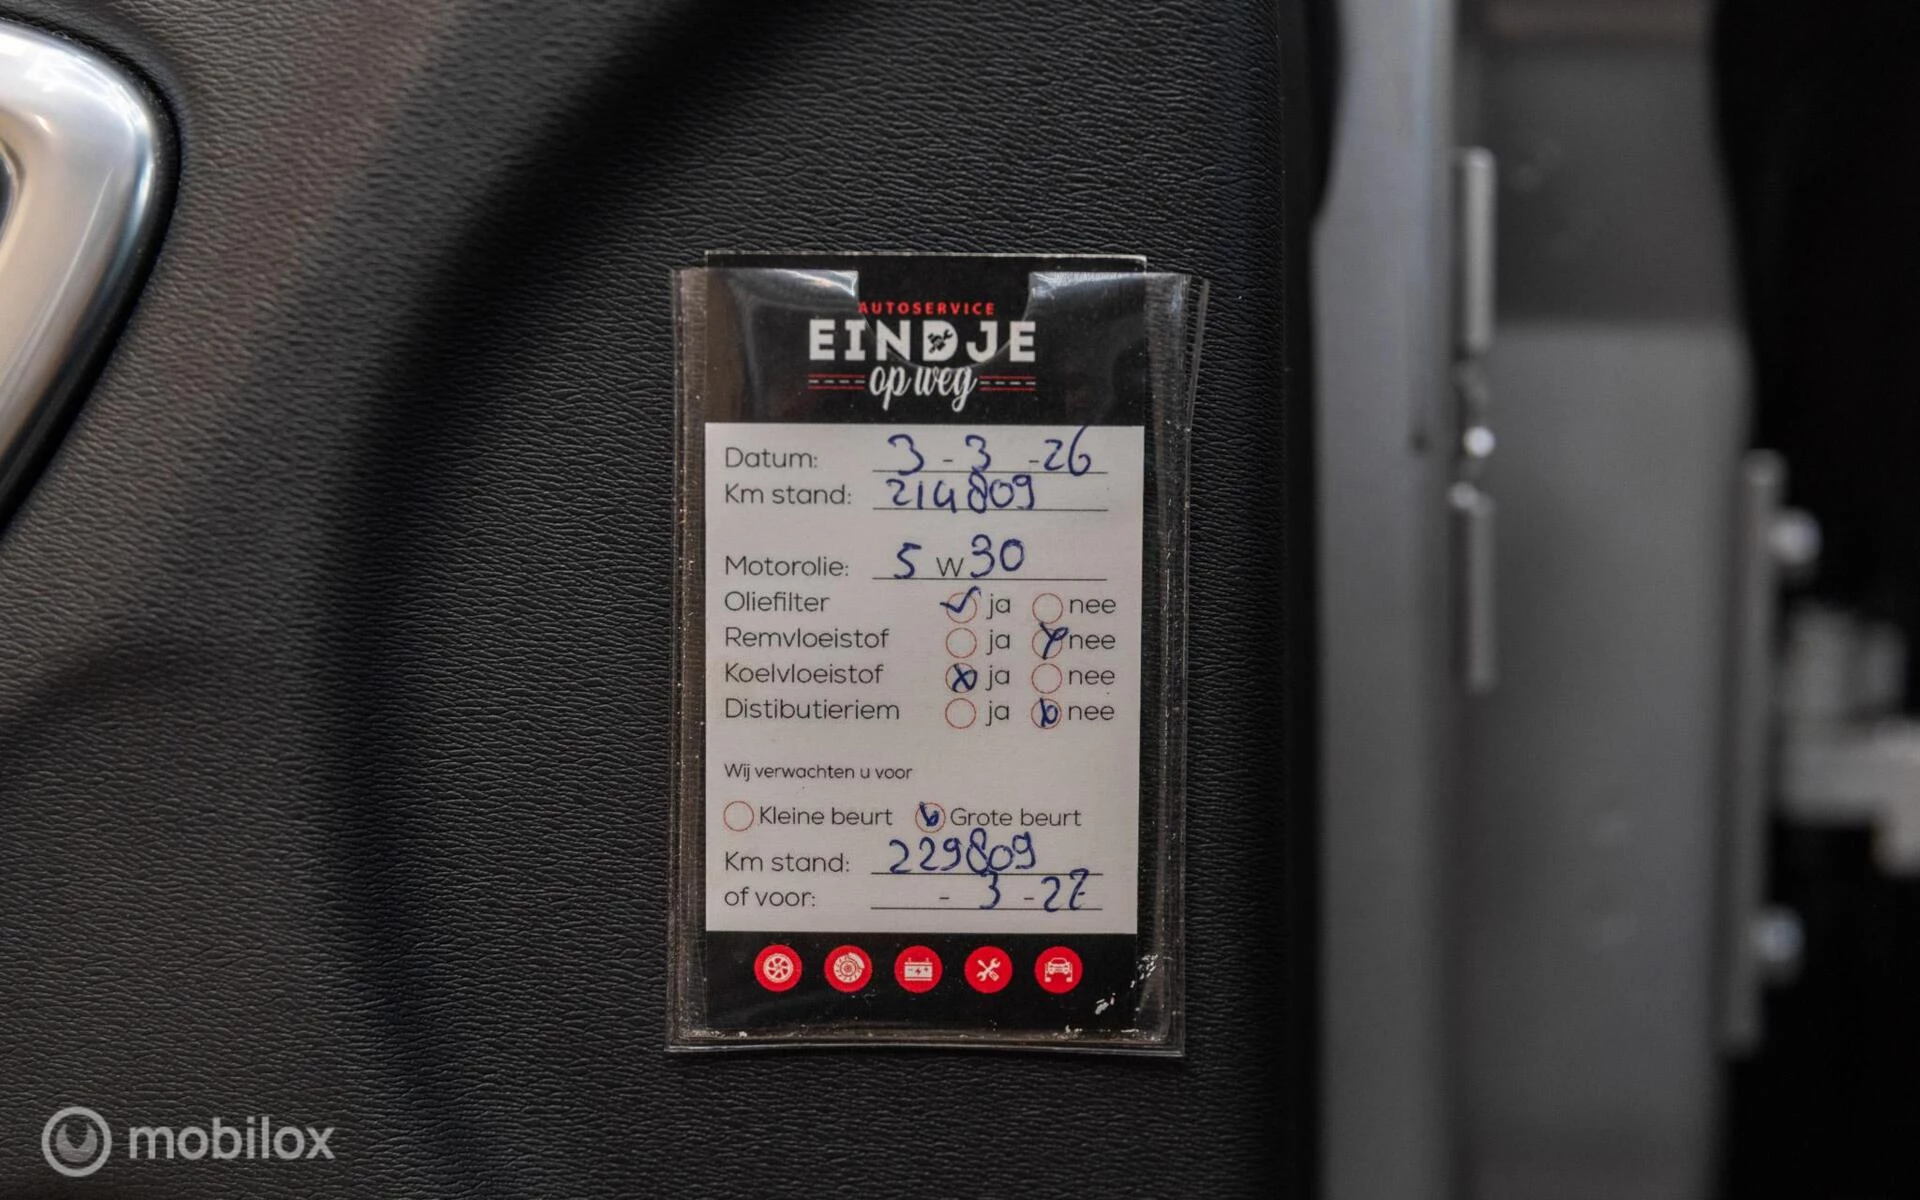 AUTOSERVICE
EINDJE
op weg
Datum: 3 - 3 - 26
Km stand: 214809
Motorolie: 5 W 30
Oliefilter ja nee
Remvloeistof ja nee
Koelvloeistof ja nee
Distibutieriem ja nee
Wij verwachten u voor
Kleine beurt Grote beurt
Km stand: 229809
of voor: - 3 - 27
mobilox